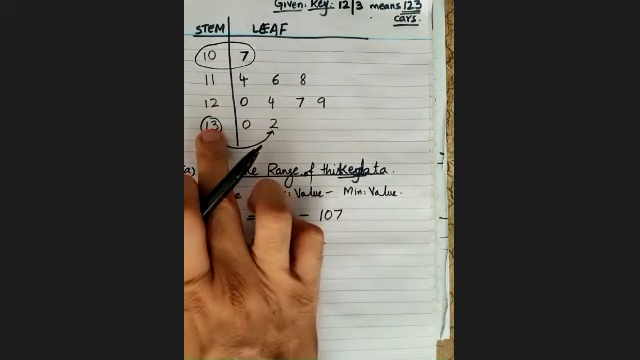 Given: Key: 12|3 means 123
cars.
STEM LEAF
10 7
11 4 6 8
12 0 4 7 9
13 0 2
(a) Range of this data.
Value - Min: Value.
= - 107